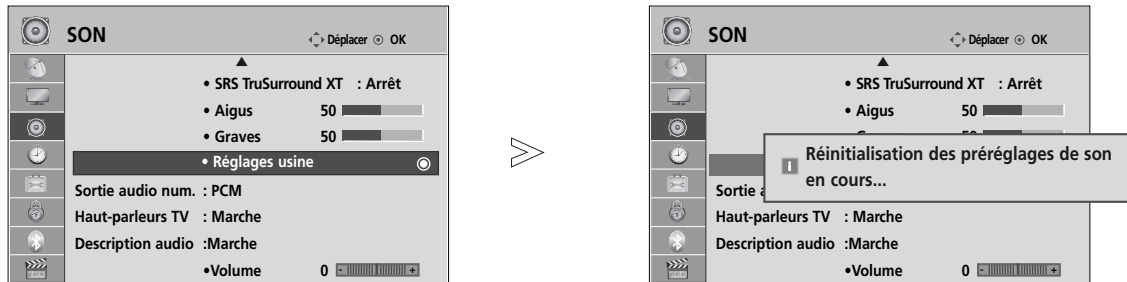 SON
Déplacer OK
• SRS TruSurround XT : Arrêt
• Aigus 50
• Graves 50
• Réglages usine
Sortie audio num. : PCM
Haut-parleurs TV : Marche
Description audio :Marche
•Volume 0 - +
>
SON
Déplacer OK
• SRS TruSurround XT : Arrêt
• Aigus 50
Réinitialisation des préréglages de son
en cours...
Sortie
Haut-parleurs TV : Marche
Description audio :Marche
•Volume 0 - +